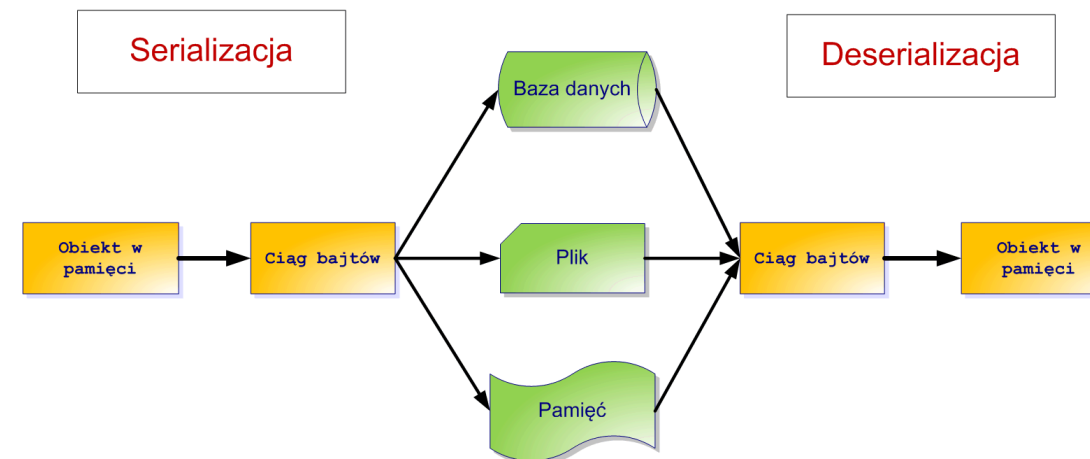 Serializacja
Deserializacja
Baza danych
Obiekt w
pamięci
Ciąg bajtów
Plik
Ciąg bajtów
Obiekt w
pamięci
Pamięć